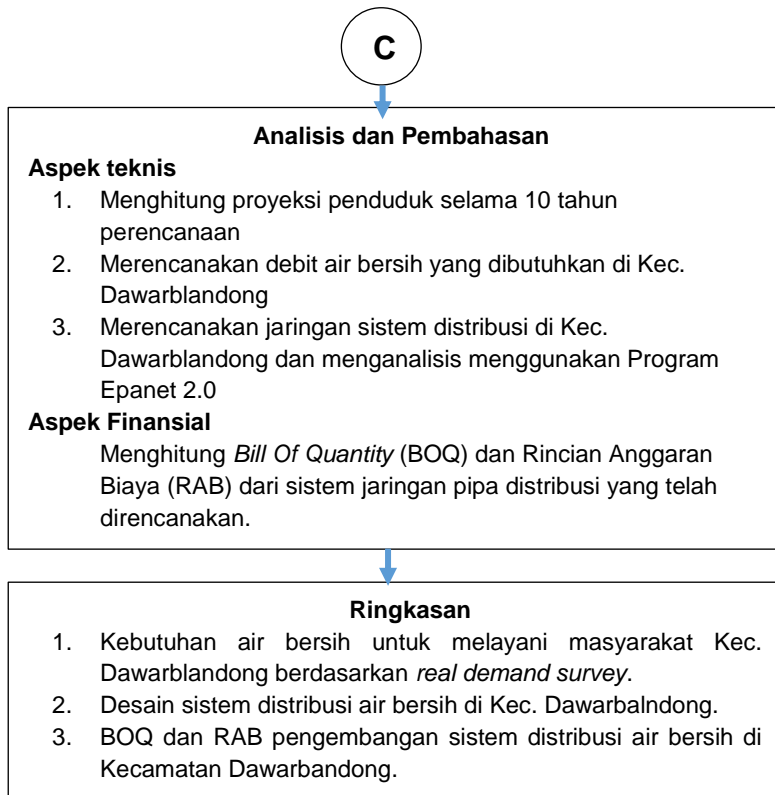 C
Analisis dan Pembahasan
Aspek teknis
1. Menghitung proyeksi penduduk selama 10 tahun
perencanaan
2. Merencanakan debit air bersih yang dibutuhkan di Kec.
Dawarblandong
3. Merencanakan jaringan sistem distribusi di Kec.
Dawarblandong dan menganalisis menggunakan Program
Epanet 2.0
Aspek Finansial
Menghitung Bill Of Quantity (BOQ) dan Rincian Anggaran
Biaya (RAB) dari sistem jaringan pipa distribusi yang telah
direncanakan.
Ringkasan
1. Kebutuhan air bersih untuk melayani masyarakat Kec.
Dawarblandong berdasarkan real demand survey.
2. Desain sistem distribusi air bersih di Kec. Dawarbalndong.
3. BOQ dan RAB pengembangan sistem distribusi air bersih di
Kecamatan Dawarbandong.